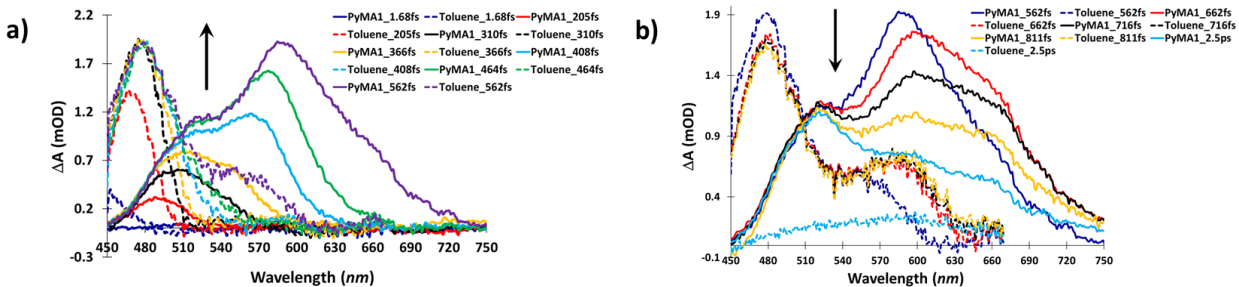 a)
PyMA1_1.68fs Toluene_1.68fs PyMA1_205fs
Toluene_205fs PyMA1_310fs Toluene_310fs
PyMA1_366fs Toluene_366fs PyMA1_408fs
Toluene_408fs PyMA1_464fs Toluene_464fs
PyMA1_562fs Toluene_562fs
ΔA (mOD)
2.2
1.7
1.2
0.7
0.2
-0.3
450 480 510 540 570 600 630 660 690 720 750
Wavelength (nm)
b)
PyMA1_562fs Toluene_562fs PyMA1_662fs
Toluene_662fs PyMA1_716fs Toluene_716fs
PyMA1_811fs Toluene_811fs PyMA1_2.5ps
Toluene_2.5ps
ΔA (mOD)
1.9
1.4
0.9
0.4
-0.1
450 480 510 540 570 600 630 660 690 720 750
Wavelength (nm)